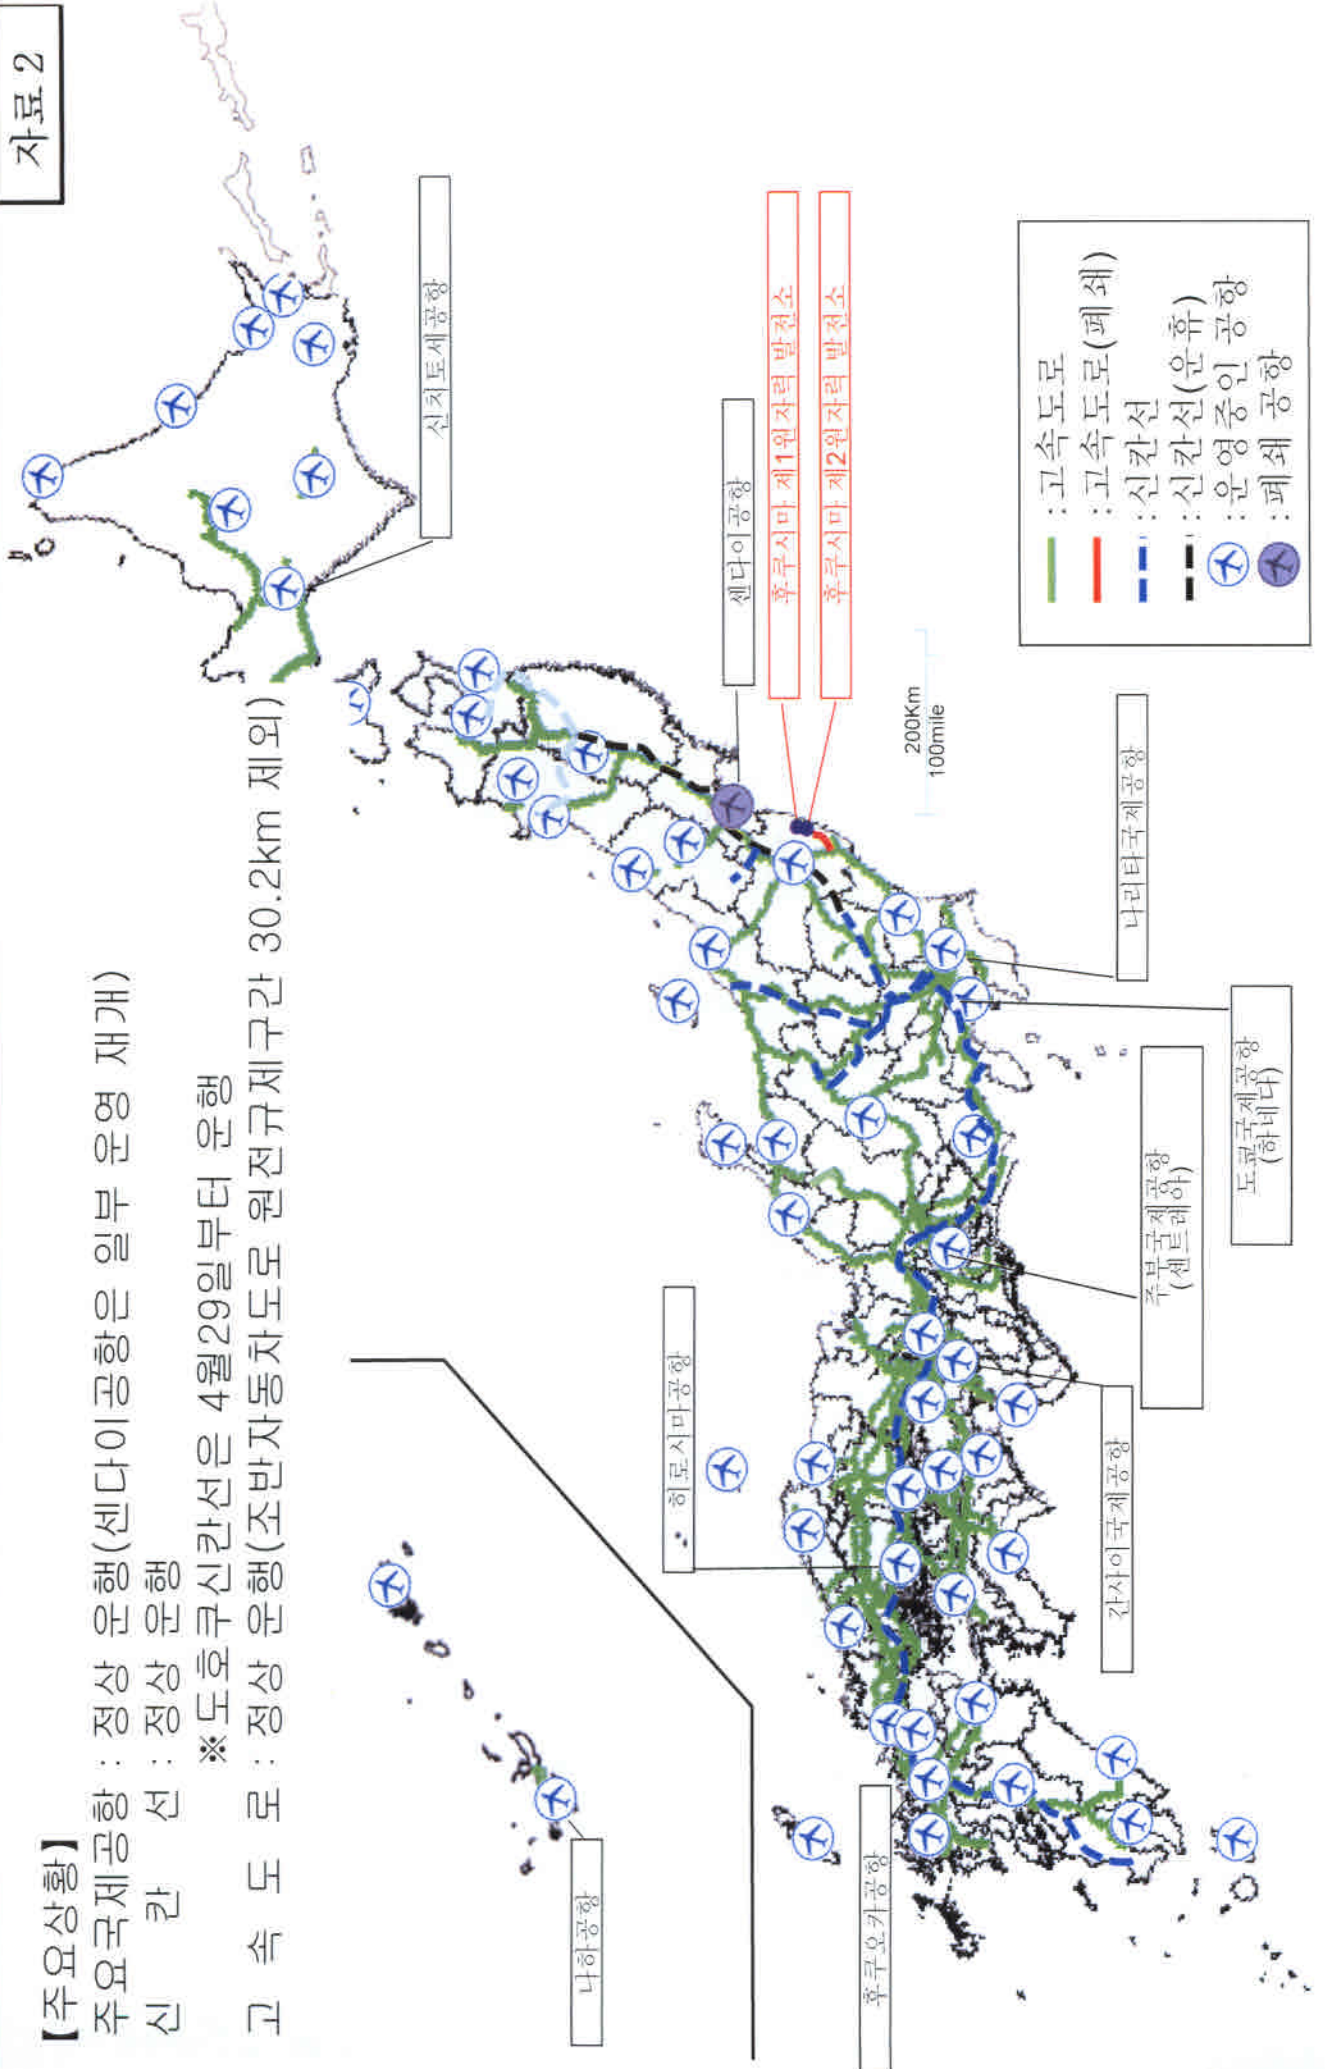 자료 2
【주요상황】
주요국제공항 : 정상 운행(센다이공항은 일부 운영 재개)
신 칸 선 : 정상 운행
※도호쿠신칸선은 4월29일부터 운행
고 속 도 로 : 정상 운행(조반자동차도로 원전규제구간 30.2km 제외)
신치토세공항
센다이공항
후쿠시마 제1원자력 발전소
후쿠시마 제2원자력 발전소
200Km
100mile
나리타국제공항
도쿄국제공항
(하네다)
주부국제공항
(센트레아)
간사이국제공항
히로시마공항
후쿠오카공항
나하공항
: 고속도로
: 고속도로(폐쇄)
: 신칸선
: 신칸선(운휴)
: 운영중인 공항
: 폐쇄 공항